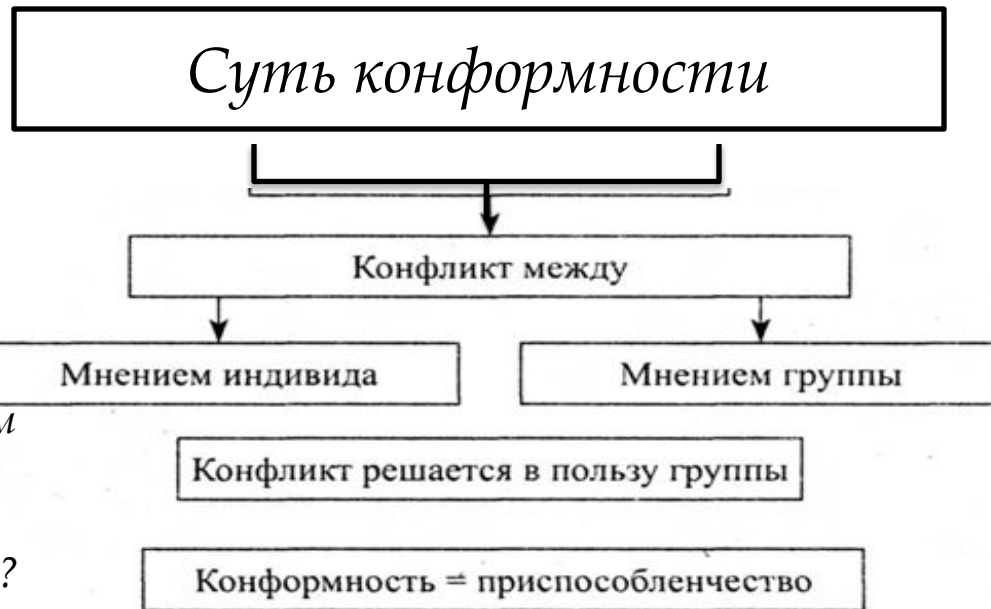 Суть конформности
Конфликт между
Мнением индивида
Мнением группы
м
Конфликт решается в пользу группы
?
Конформность = приспособленчество